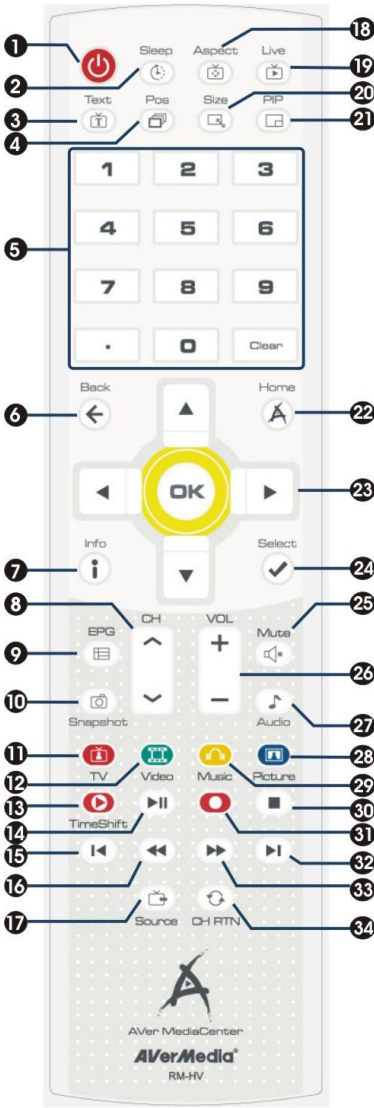 1 18
Sleep Aspect Live
2 19
Text Pos Size PIP
20
3 T
4 21
1 2 3
4 5 6
5
7 8 9
. 0 Clear
Back Home
6 22
OK
23
Info Select
7 i 24
8 CH VOL 25
EPG Mute
9
26
10
Snapshot Audio 27
11 28
TV Video Music Picture
12 29
13 30
TimeShift
14 31
15 32
16 33
17 Source CH RTN 34
AVer MediaCenter
AVerMedia®
RM-HV